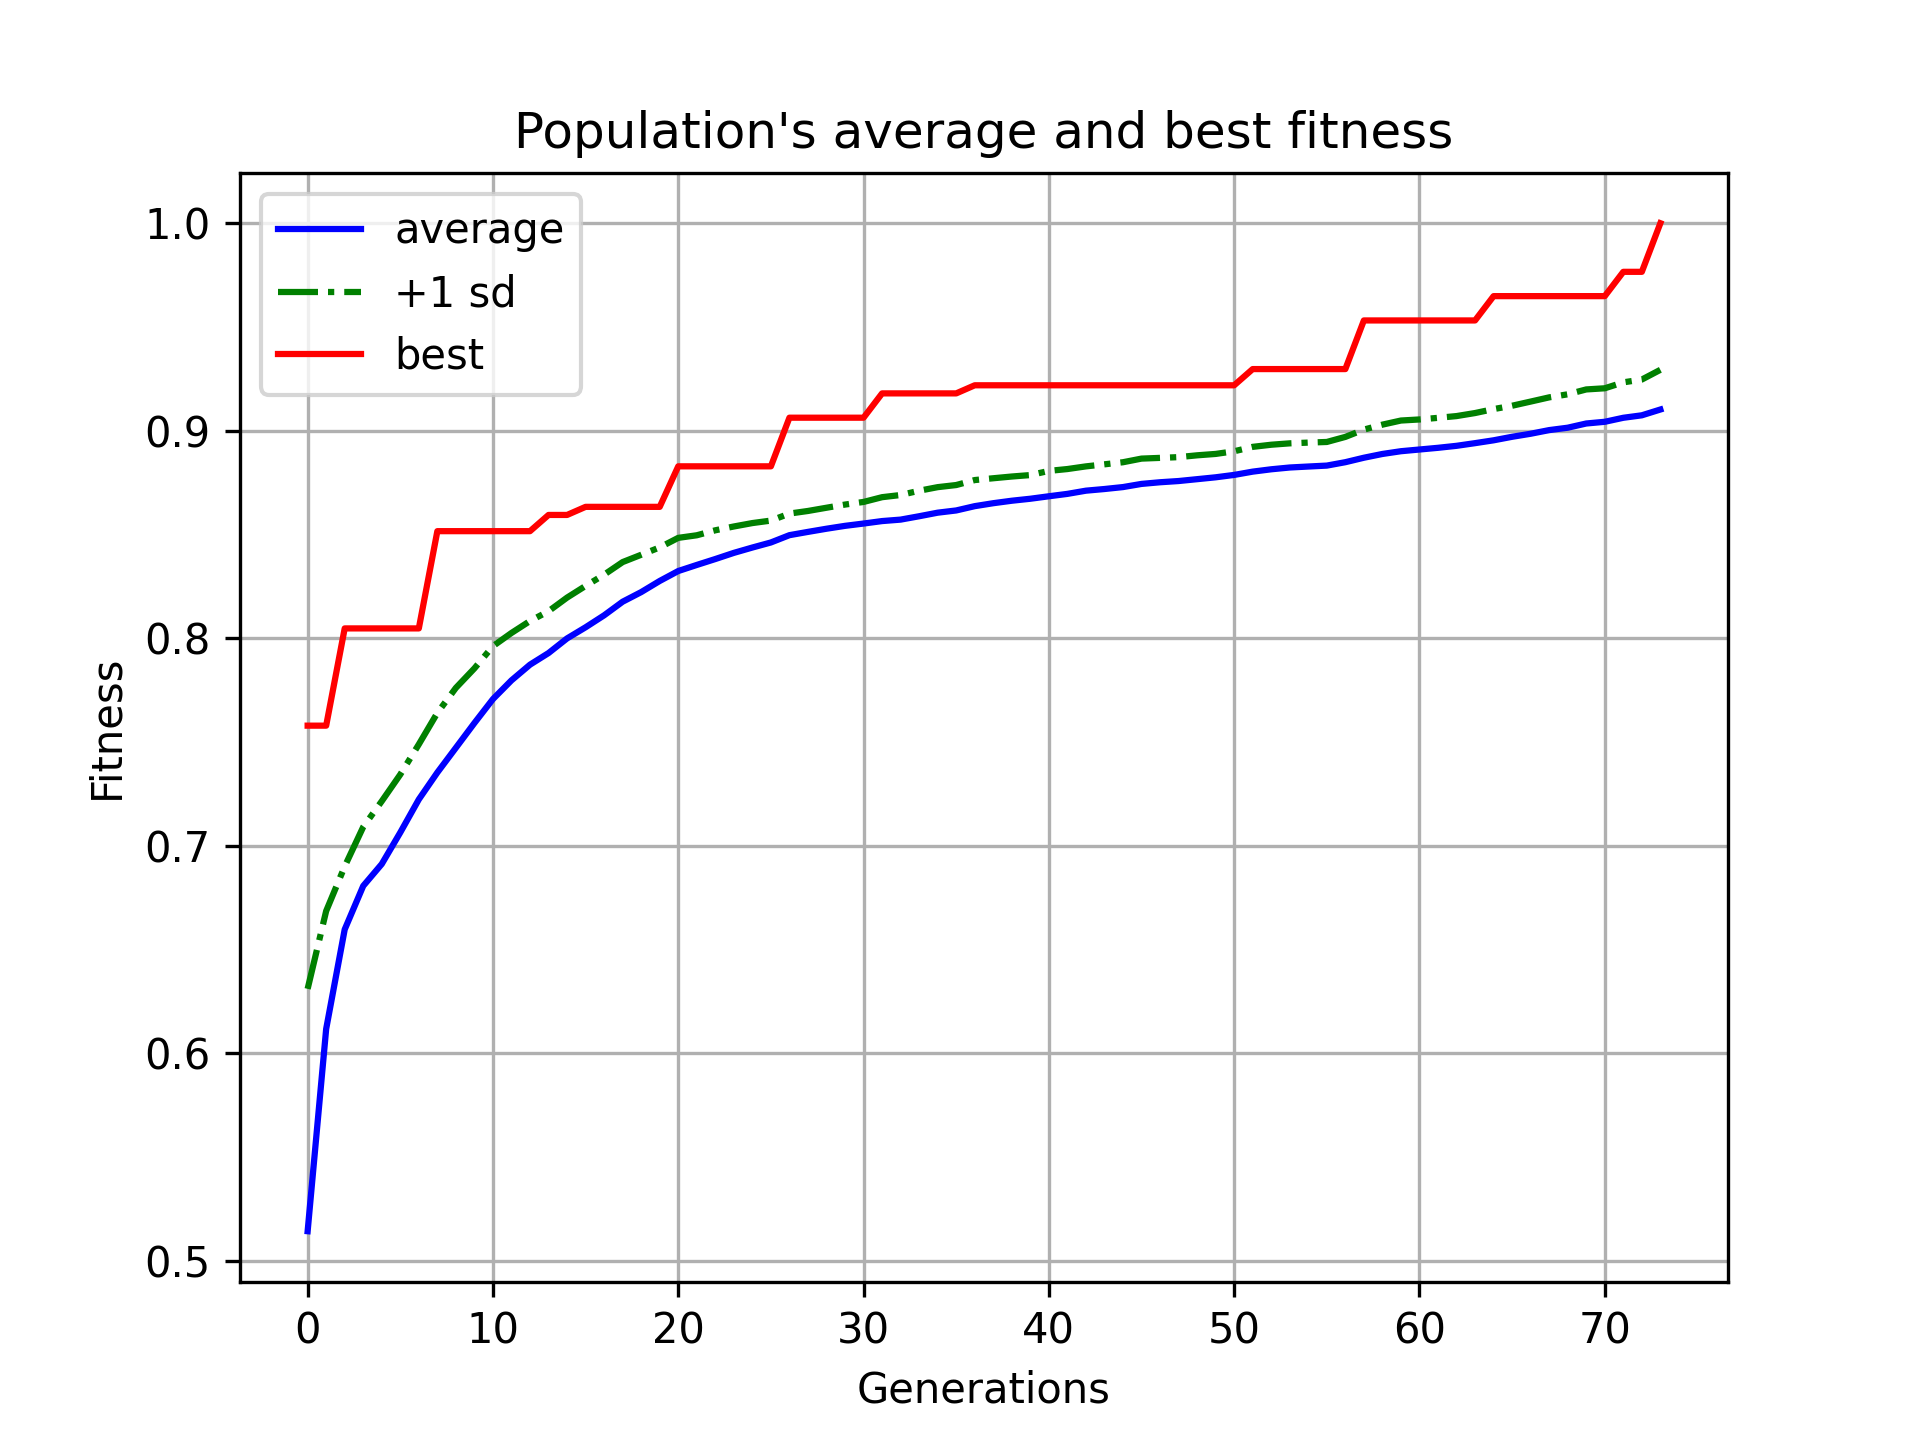 Population's average and best fitness
average
+1 sd
best
Fitness
1.0
0.9
0.8
0.7
0.6
0.5
0 10 20 30 40 50 60 70
Generations